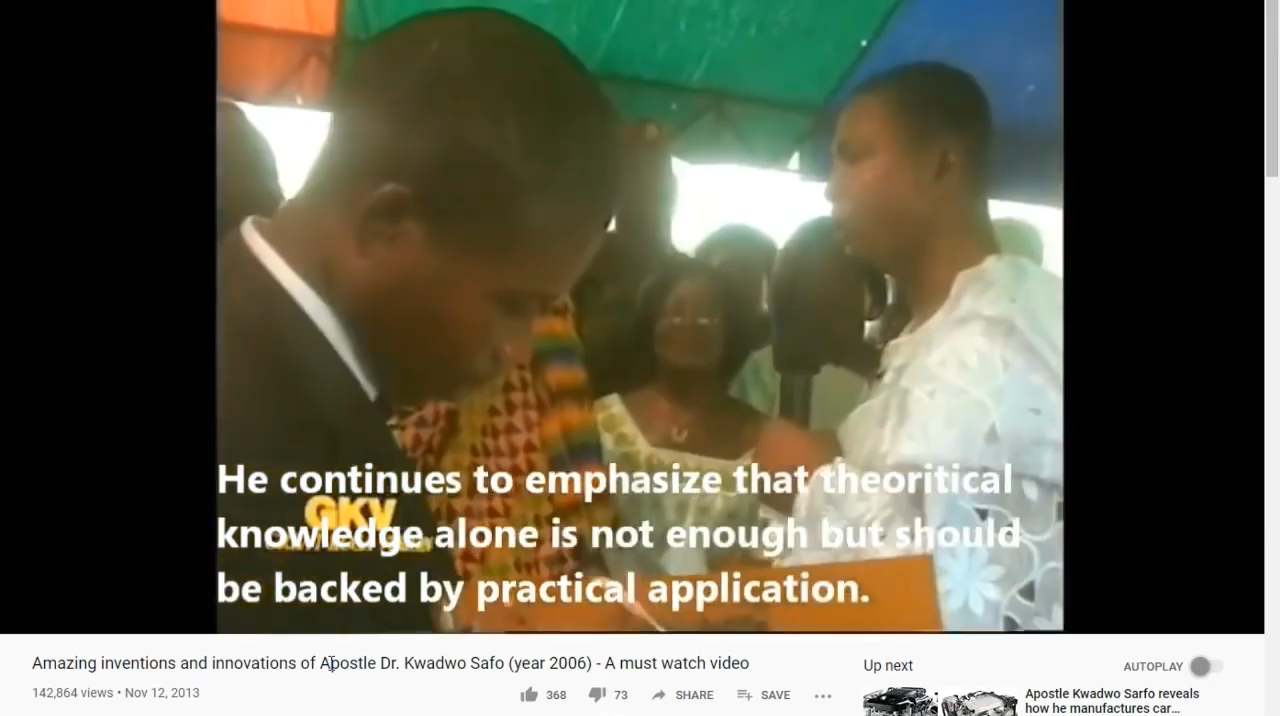 He continues to emphasize that theoritical
GKV
knowledge alone is not enough but should
be backed by practical application.
Amazing inventions and innovations of Apostle Dr. Kwadwo Safo (year 2006) - A must watch video
142,864 views • Nov 12, 2013
368
73
SHARE
SAVE
Up next
AUTOPLAY
Apostle Kwadwo Sarfo reveals
how he manufactures car...